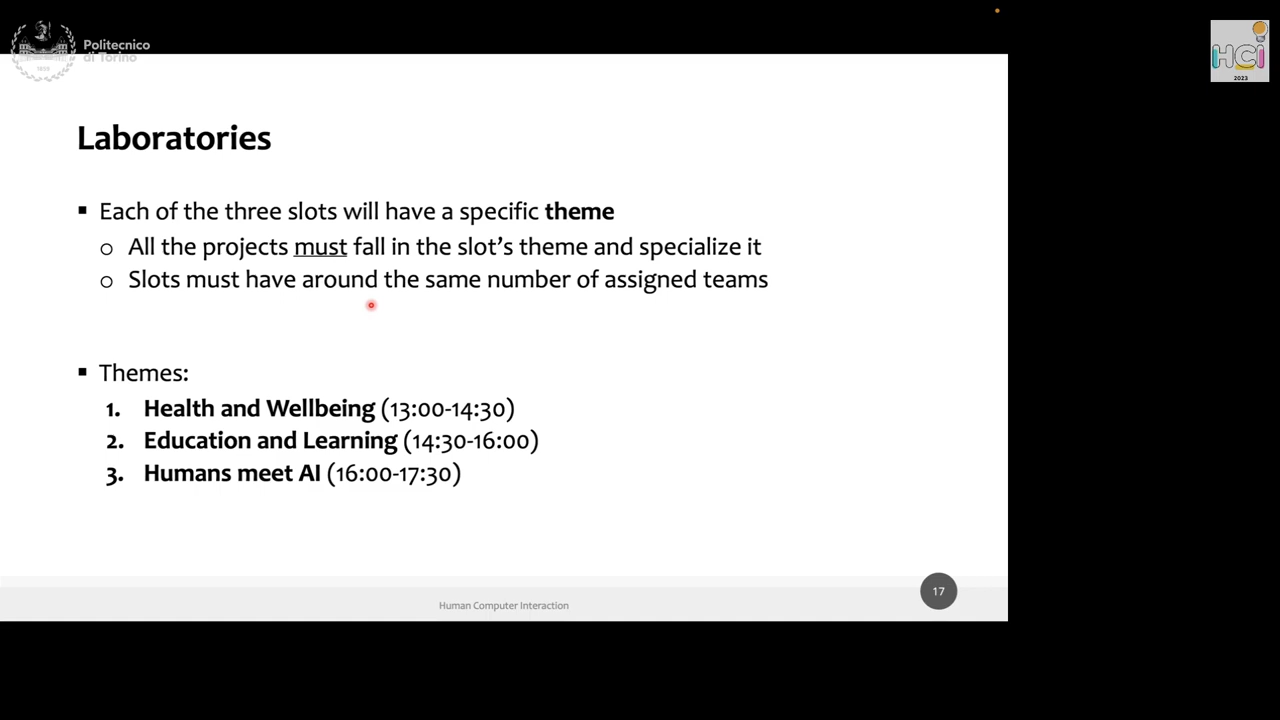 Politecnico
di Torino
HCI
2023
Laboratories
▪ Each of the three slots will have a specific theme
o All the projects must fall in the slot's theme and specialize it
o Slots must have around the same number of assigned teams
▪ Themes:
1. Health and Wellbeing (13:00-14:30)
2. Education and Learning (14:30-16:00)
3. Humans meet AI (16:00-17:30)
Human Computer Interaction
17